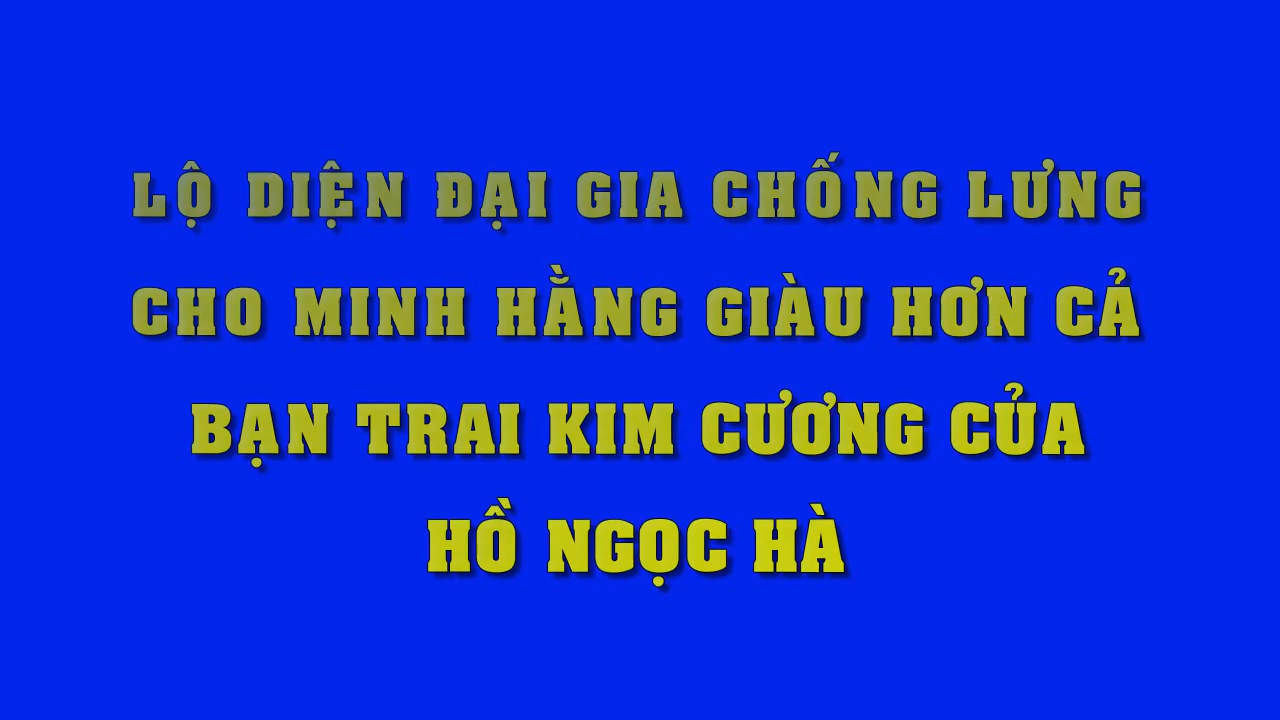 LỘ DIỆN ĐẠI GIA CHỐNG LƯNG
CHO MINH HẰNG GIÀU HƠN CẢ
BẠN TRAI KIM CƯƠNG CỦA
HỒ NGỌC HÀ